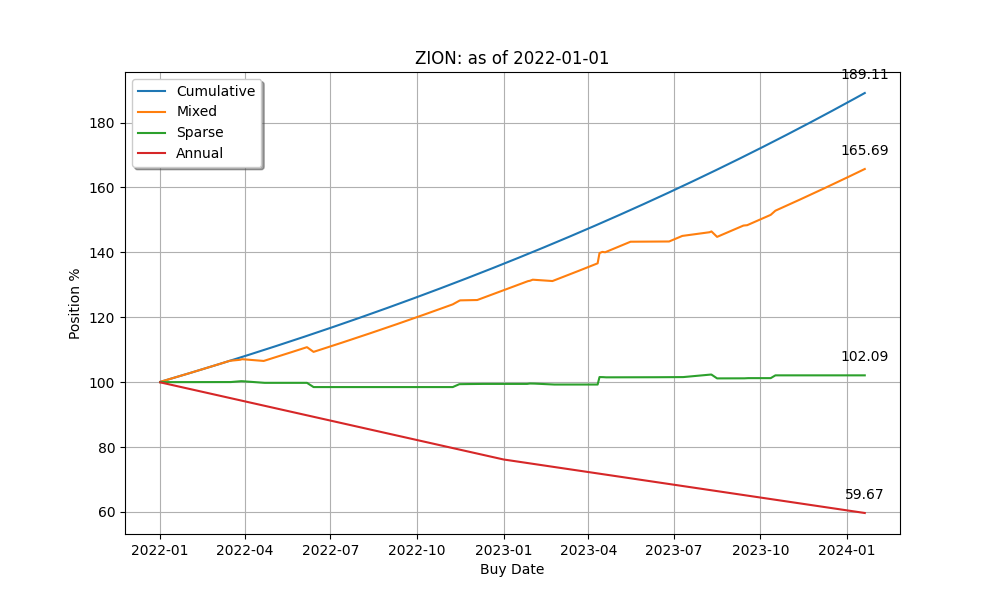 ZION: as of 2022-01-01
189.11
Cumulative
Mixed
Sparse
Annual
165.69
102.09
59.67
180
160
140
120
100
80
60
Position %
2022-01
2022-04
2022-07
2022-10
2023-01
2023-04
2023-07
2023-10
2024-01
Buy Date